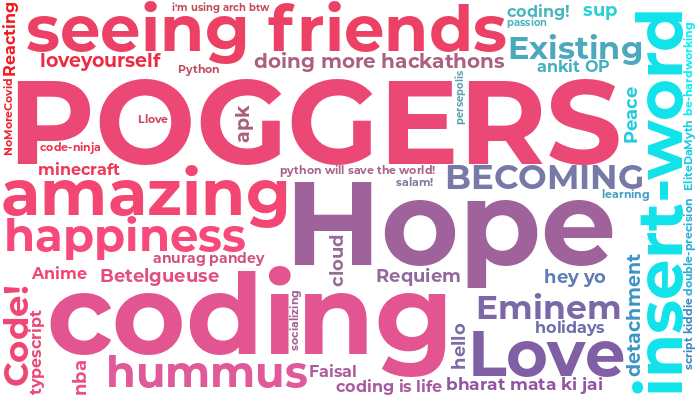 i'm using arch btw
seeing friends
coding!
sup
passion
Reacting
NoMoreCovid
loveyourself
Python
doing more hackathons
Existing
ankit OP
insert-word
be-hardworking
EliteDaMyth
double-precision
script kiddie
POGGERS
Llove
apk
persepolis
Peace
code-ninja
minecraft
python will save the world!
salam!
BECOMING
learning
amazing
Hope
happiness
anurag pandey
cloud
Anime
Betelgueuse
Requiem
hey yo
detachment
Code!
typescript
coding
socializing
Eminem
holidays
hello
Love
nba
hummus
Faisal
coding is life
bharat mata ki jai